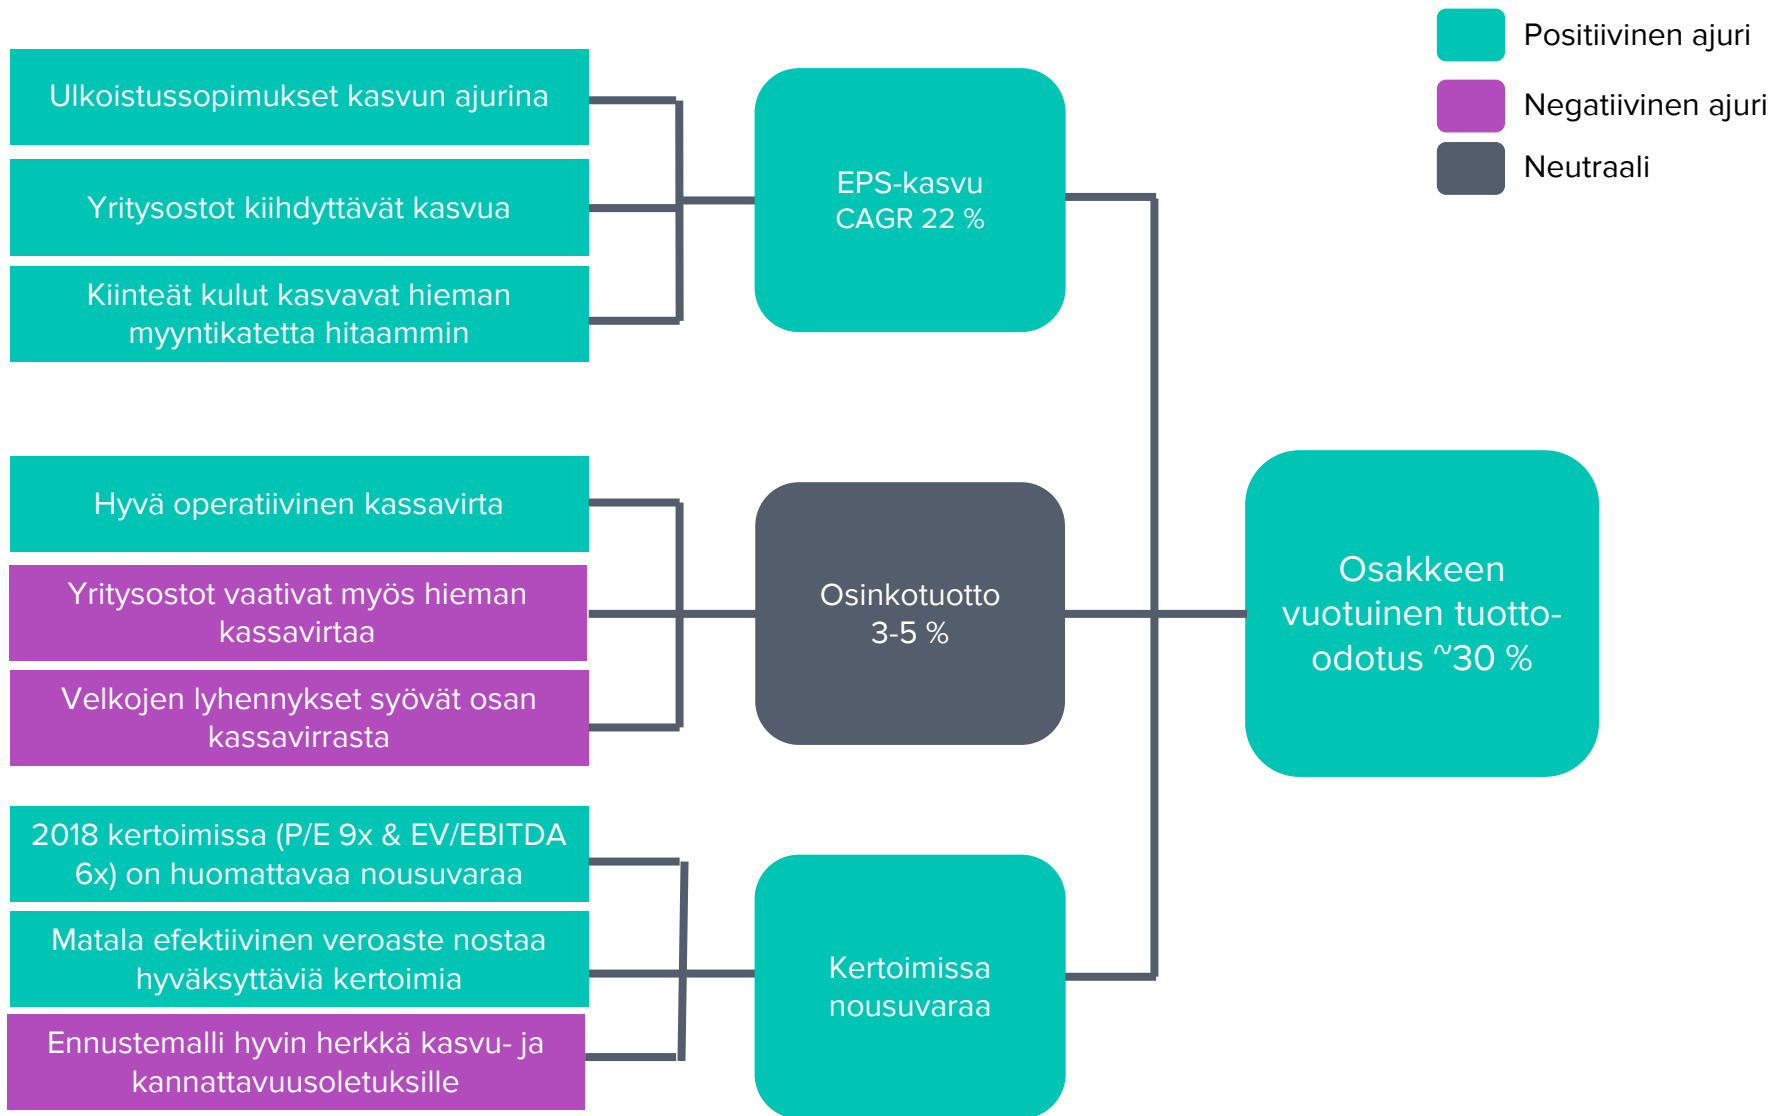 Positiivinen ajuri
Negatiivinen ajuri
Neutraali
Ulkoistussopimukset kasvun ajurina
Yritysostot kiihdyttävät kasvua
Kiinteät kulut kasvavat hieman
myyntikatetta hitaammin
EPS-kasvu
CAGR 22 %
Hyvä operatiivinen kassavirta
Yritysostot vaativat myös hieman
kassavirtaa
Velkojen lyhennykset syövät osan
kassavirrasta
Osinkotuotto
3-5 %
2018 kertoimissa (P/E 9x & EV/EBITDA
6x) on huomattavaa nousuvaraa
Matala efektiivinen veroaste nostaa
hyväksyttäviä kertoimia
Ennustemalli hyvin herkkä kasvu- ja
kannattavuusoletuksille
Kertoimissa
nousuvaraa
Osakkeen
vuotuinen tuotto-
odotus ~30 %